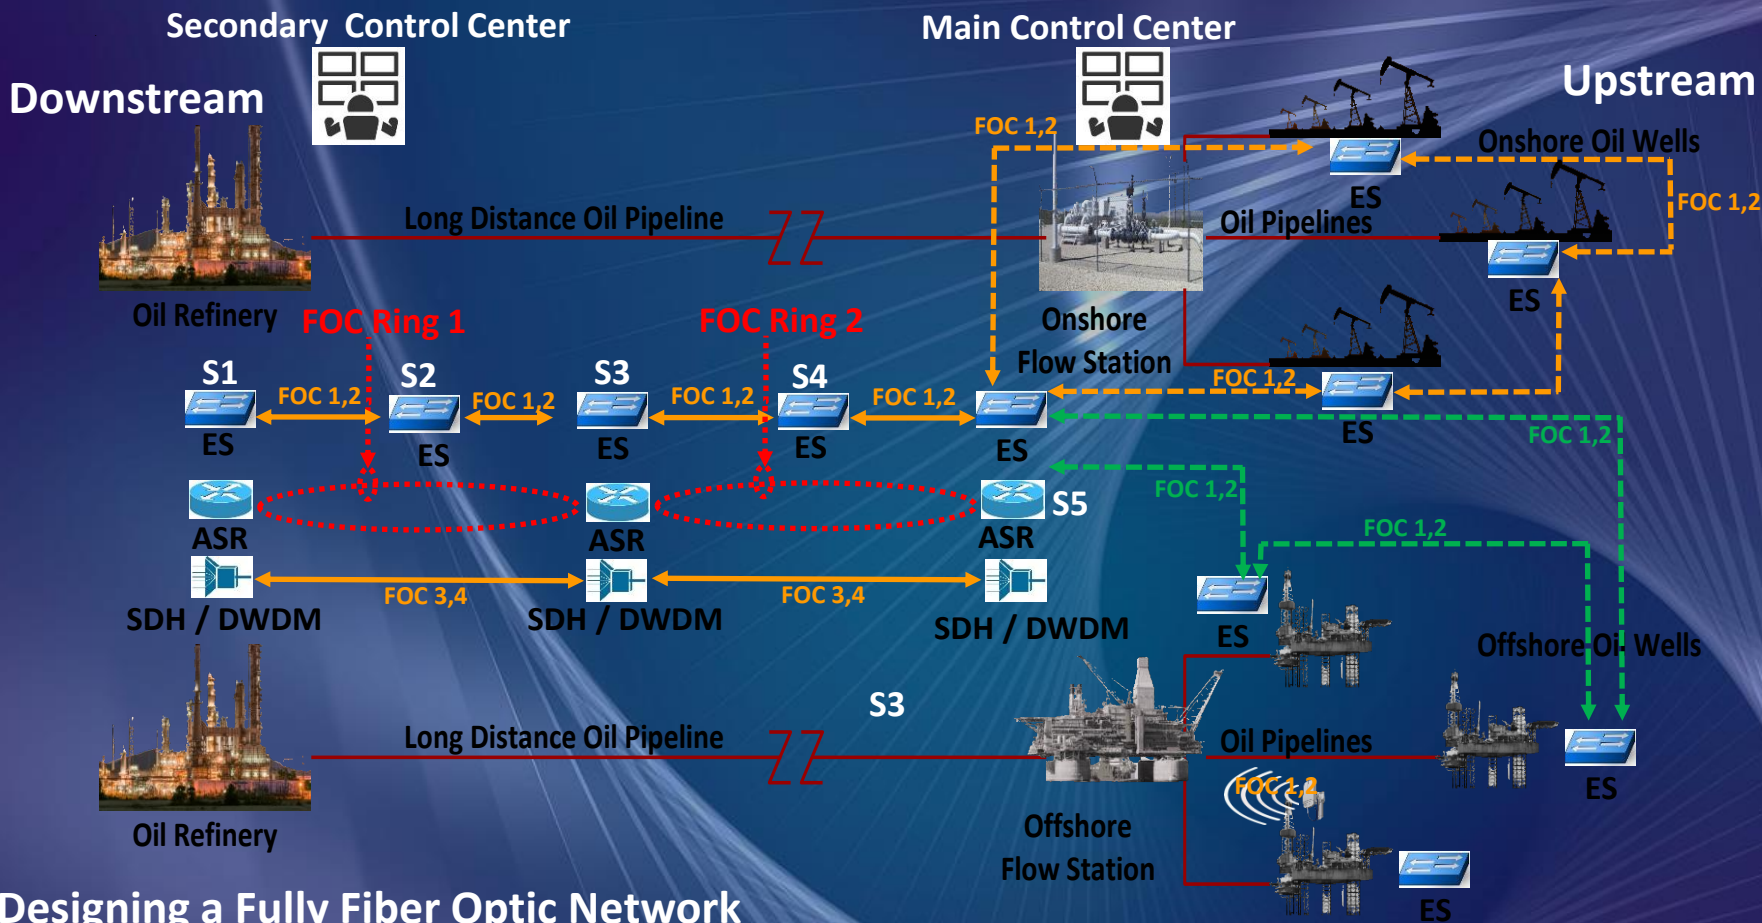 Secondary  Control Center
Main Control Center
Downstream
Upstream
FOC 1,2
Onshore Oil Wells
ES
FOC 1,2
Long Distance Oil Pipeline
Oil Pipelines
Oil Refinery
FOC Ring 1
FOC Ring 2
Onshore
Flow Station
ES
S1
S2
S3
S4
FOC 1,2
FOC 1,2
FOC 1,2
FOC 1,2
FOC 1,2
ES
ES
ES
ES
ES
ES
FOC 1,2
FOC 1,2
S5
ASR
ASR
ASR
FOC 1,2
FOC 3,4
FOC 3,4
SDH / DWDM
SDH / DWDM
SDH / DWDM
ES
Offshore Oil Wells
S3
Long Distance Oil Pipeline
Oil Pipelines
FOC 1,2
ES
Oil Refinery
Offshore
Flow Station
ES
Designing a Fully Fiber Optic Network